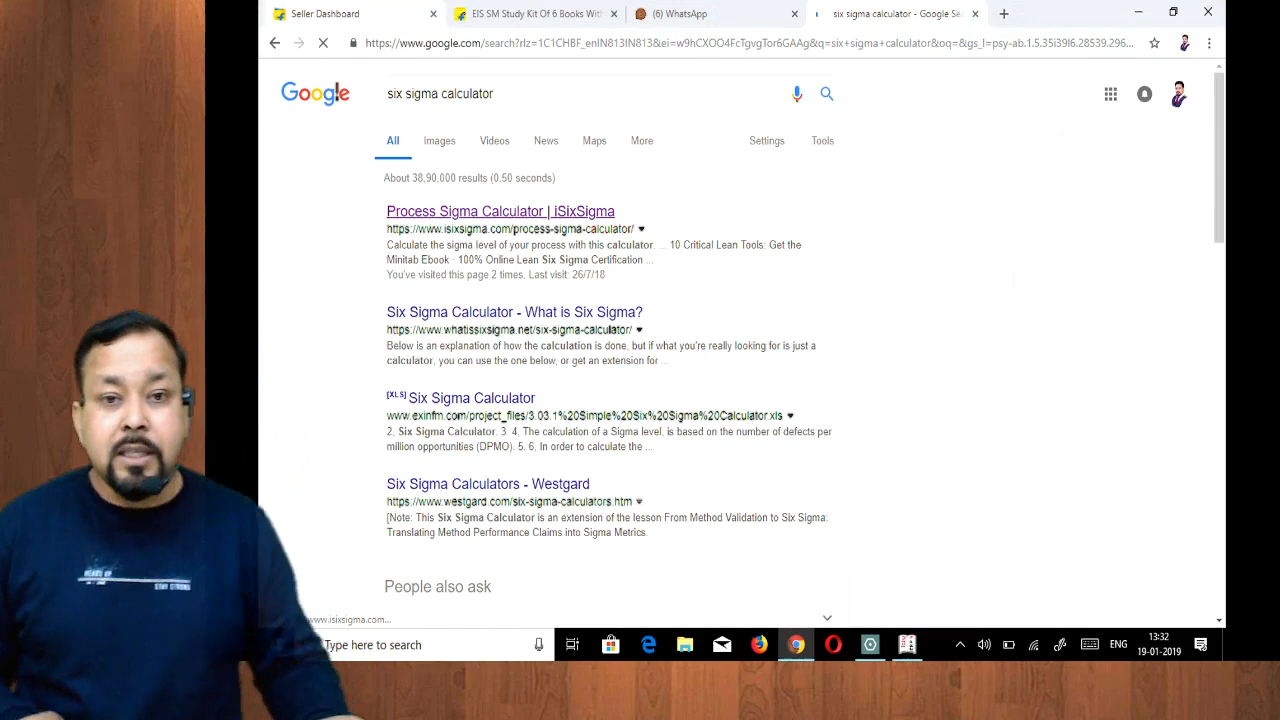 Seller Dashboard
EIS SM Study Kit Of 6 Books With
(6) WhatsApp
six sigma calculator - Google Sea
https://www.google.com/search?rlz=1C1CHBF_enIN813IN813&ei=w9hCXOO4FcTgvgTor6GAAg&q=six+sigma+calculator&oq=&gs_l=psy-ab.1.5.35i39l6.28539.296...
Google
six sigma calculator
All Images Videos News Maps More Settings Tools
About 38,90,000 results (0.50 seconds)
Process Sigma Calculator | iSixSigma
https://www.isixsigma.com/process-sigma-calculator/
Calculate the sigma level of your process with this calculator. ... 10 Critical Lean Tools: Get the
Minitab Ebook · 100% Online Lean Six Sigma Certification ...
You've visited this page 2 times. Last visit: 26/7/18
Six Sigma Calculator - What is Six Sigma?
https://www.whatissixsigma.net/six-sigma-calculator/
Below is an explanation of how the calculation is done, but if what you're really looking for is just a
calculator, you can use the one below, or get an extension for ...
[XLS] Six Sigma Calculator
www.exinfm.com/project_files/3.03.1%20Simple%20Six%20Sigma%20Calculator.xls
2, Six Sigma Calculator. 3. 4, The calculation of a Sigma level, is based on the number of defects per
million opportunities (DPMO). 5. 6, In order to calculate the ...
Six Sigma Calculators - Westgard
https://www.westgard.com/six-sigma-calculators.htm
[Note: This Six Sigma Calculator is an extension of the lesson From Method Validation to Six Sigma:
Translating Method Performance Claims into Sigma Metrics.
People also ask
www.isixsigma.com...
Type here to search
ENG
13:32
19-01-2019